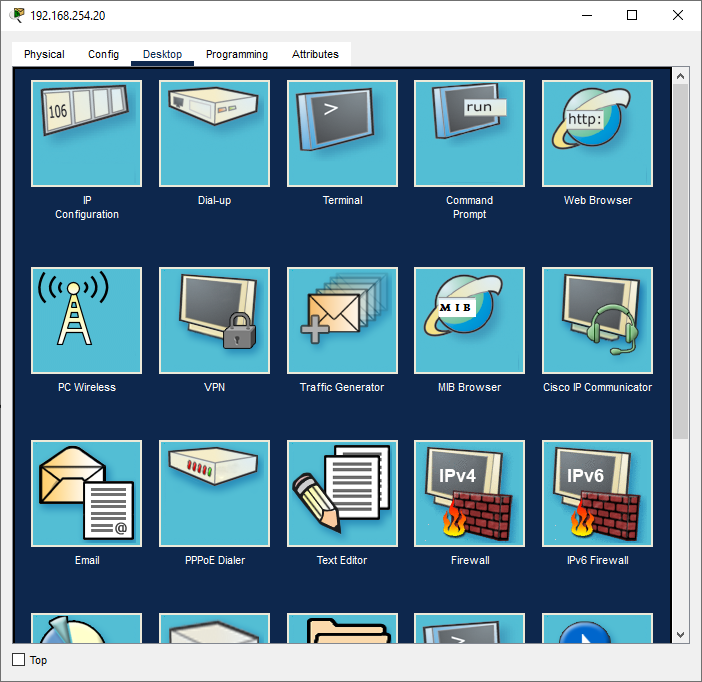 192.168.254.20
Physical Config Desktop Programming Attributes
106
>
run
http:
IP
Configuration
Dial-up
Terminal
Command
Prompt
Web Browser
MIB
PC Wireless
VPN
Traffic Generator
MIB Browser
Cisco IP Communicator
@
IPv4
IPv6
Email
PPPoE Dialer
Text Editor
Firewall
IPv6 Firewall
>
Top